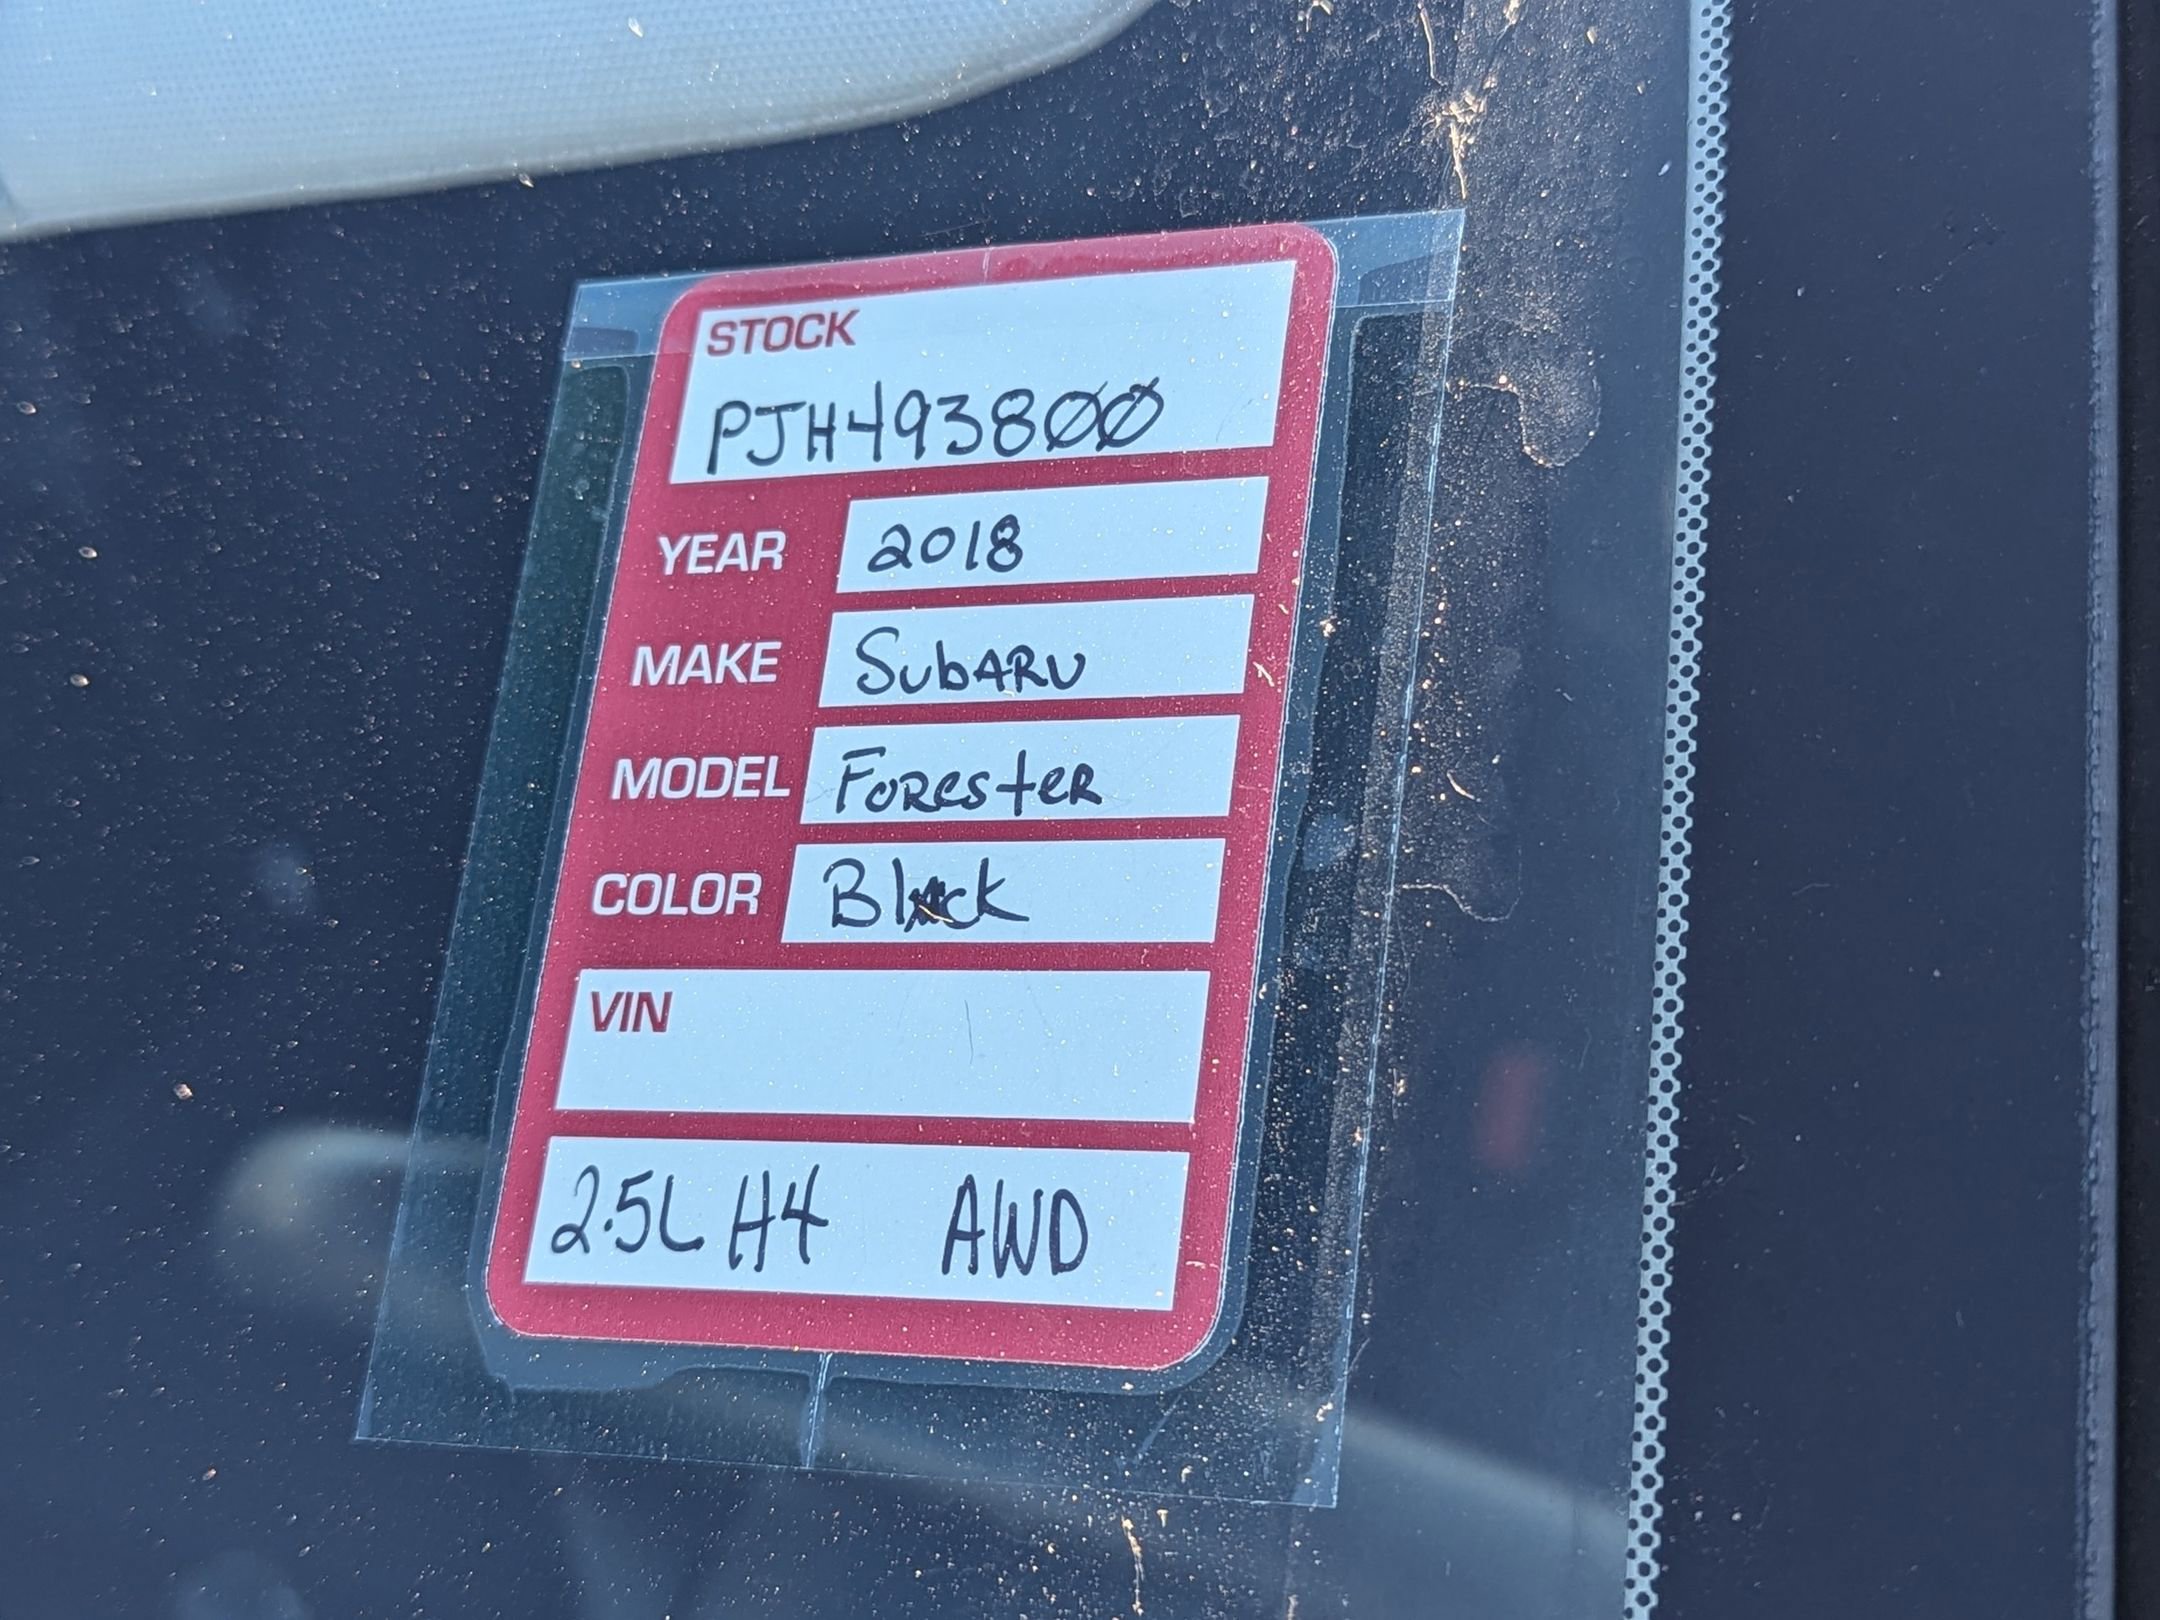 STOCK
PJH493800
YEAR 2018
MAKE SubARU
MODEL Forester
COLOR Black
VIN
2.5L H4 AWD